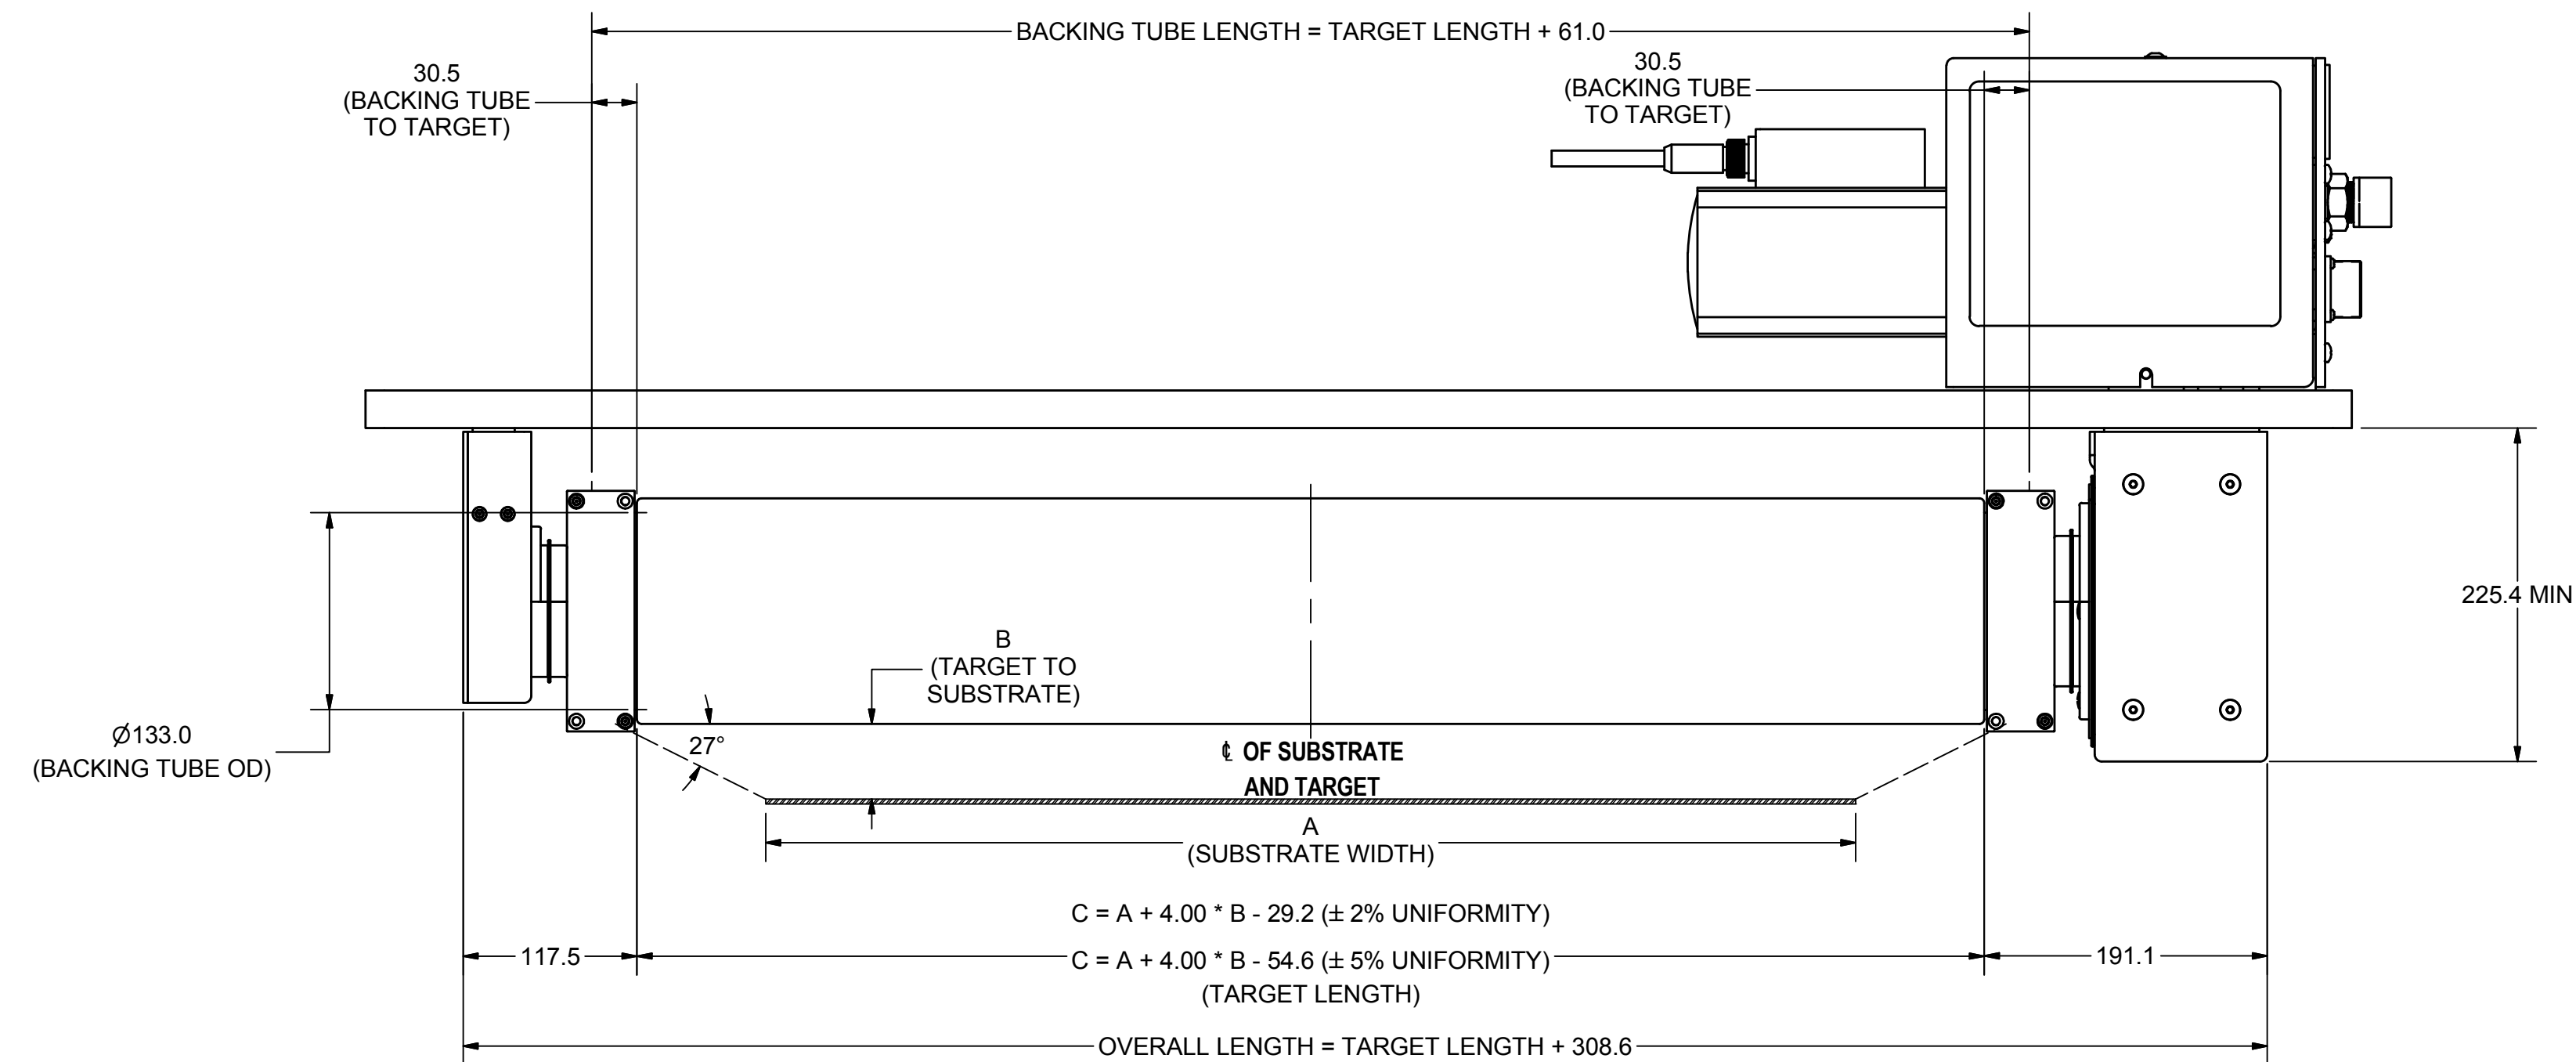 BACKING TUBE LENGTH = TARGET LENGTH + 61.0
30.5
(BACKING TUBE
TO TARGET)
30.5
(BACKING TUBE
TO TARGET)
225.4 MIN
B
(TARGET TO
SUBSTRATE)
Ø133.0
(BACKING TUBE OD)
27°
℄ OF SUBSTRATE
AND TARGET
A
(SUBSTRATE WIDTH)
C = A + 4.00 * B - 29.2 (± 2% UNIFORMITY)
117.5
C = A + 4.00 * B - 54.6 (± 5% UNIFORMITY)
191.1
(TARGET LENGTH)
OVERALL LENGTH = TARGET LENGTH + 308.6